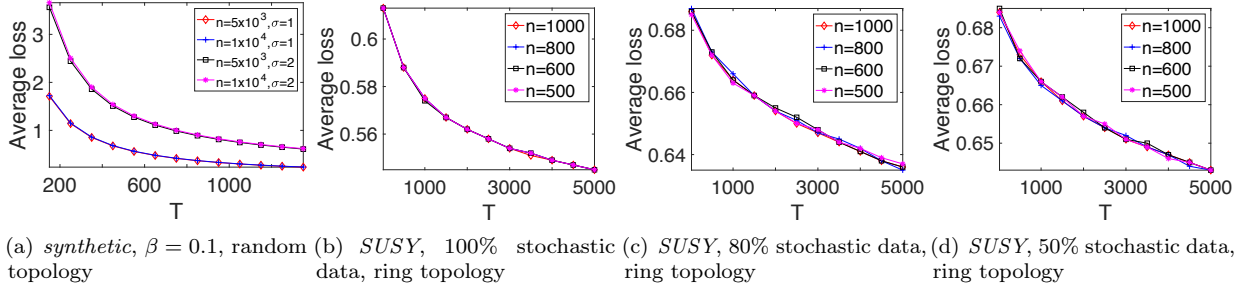 Average loss
3
2
1
200
600
1000
T
n=5x10³,σ=1
n=1x10⁴,σ=1
n=5x10³,σ=2
n=1x10⁴,σ=2
Average loss
0.6
0.56
1000
3000
5000
T
n=1000
n=800
n=600
n=500
Average loss
0.68
0.66
0.64
1000
3000
5000
T
n=1000
n=800
n=600
n=500
Average loss
0.68
0.67
0.66
0.65
1000
3000
5000
T
n=1000
n=800
n=600
n=500
(a) synthetic, β = 0.1, random
topology
(b) SUSY, 100% stochastic
data, ring topology
(c) SUSY, 80% stochastic data,
ring topology
(d) SUSY, 50% stochastic data,
ring topology